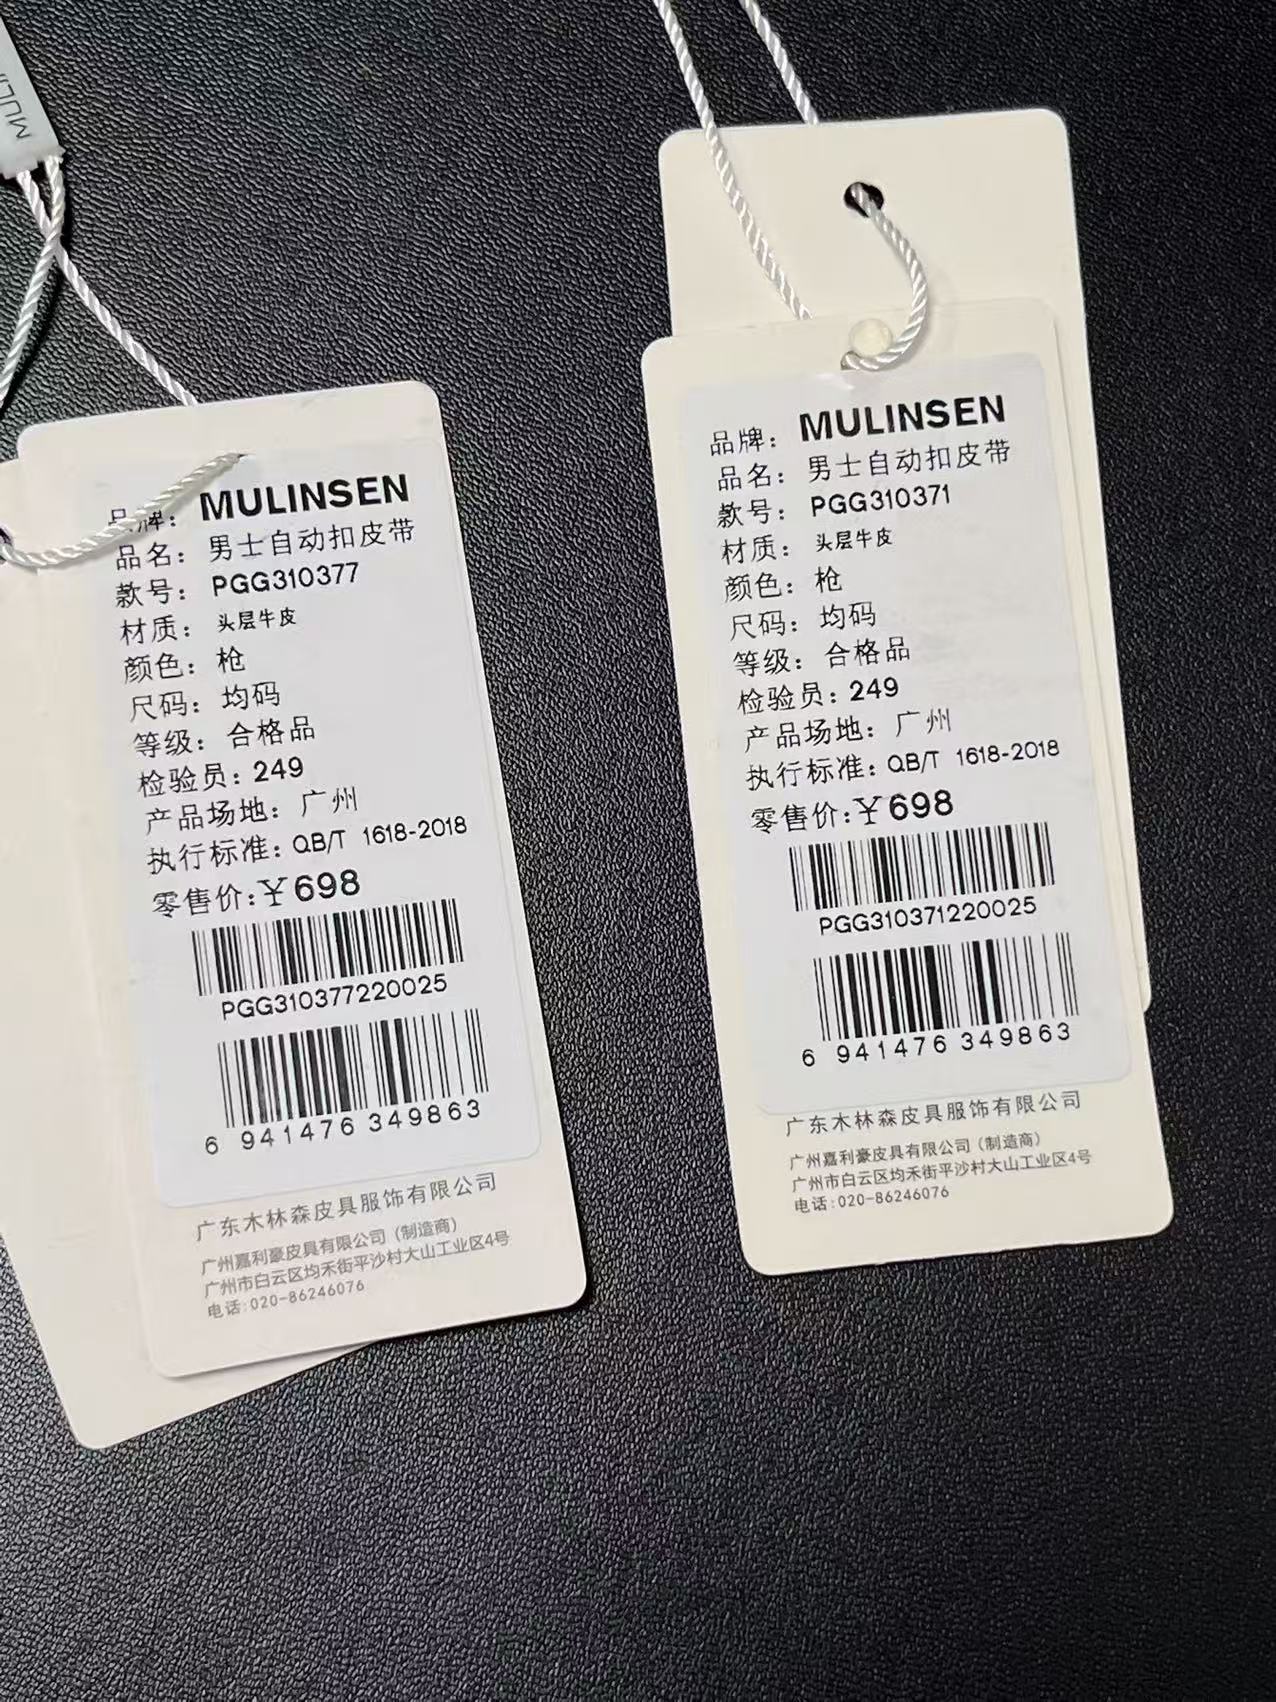 MULI
品牌: MULINSEN
品名: 男士自动扣皮带
款号: PGG310377
材质: 头层牛皮
颜色: 枪
尺码: 均码
等级: 合格品
检验员: 249
产品场地: 广州
执行标准: QB/T 1618-2018
零售价:￥698
PGG310377220025
6 941476 349863
广东木林森皮具服饰有限公司
广州嘉利豪皮具有限公司(制造商)
广州市白云区均禾街平沙村大山工业区4号
电话:020-86246076
品牌: MULINSEN
品名: 男士自动扣皮带
款号: PGG310371
材质: 头层牛皮
颜色: 枪
尺码: 均码
等级: 合格品
检验员: 249
产品场地: 广州
执行标准: QB/T 1618-2018
零售价:￥698
PGG310371220025
6 941476 349863
广东木林森皮具服饰有限公司
广州嘉利豪皮具有限公司(制造商)
广州市白云区均禾街平沙村大山工业区4号
电话:020-86246076